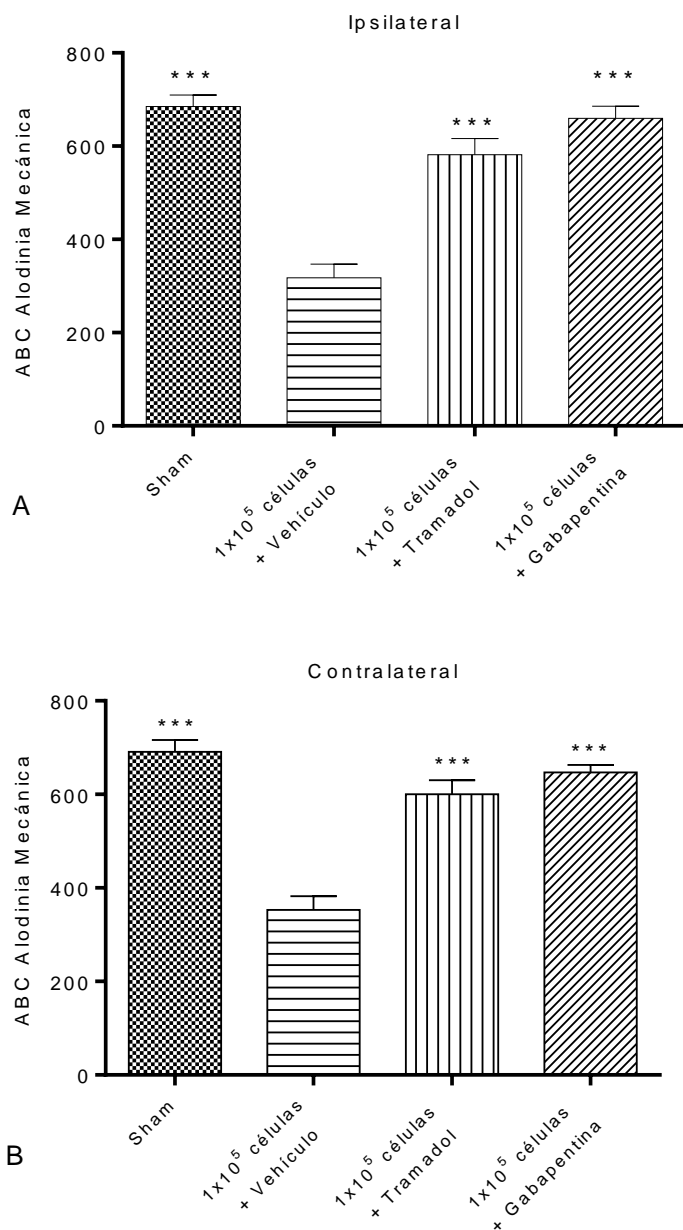 Ipsilateral
800
600
400
200
0
ABC Alodinia Mecánica
***
***
***
Sham
1x10⁵ células
+ Vehículo
1x10⁵ células
+ Tramadol
1x10⁵ células
+ Gabapentina
A
Contralateral
800
600
400
200
0
ABC Alodinia Mecánica
***
***
***
Sham
1x10⁵ células
+ Vehículo
1x10⁵ células
+ Tramadol
1x10⁵ células
+ Gabapentina
B